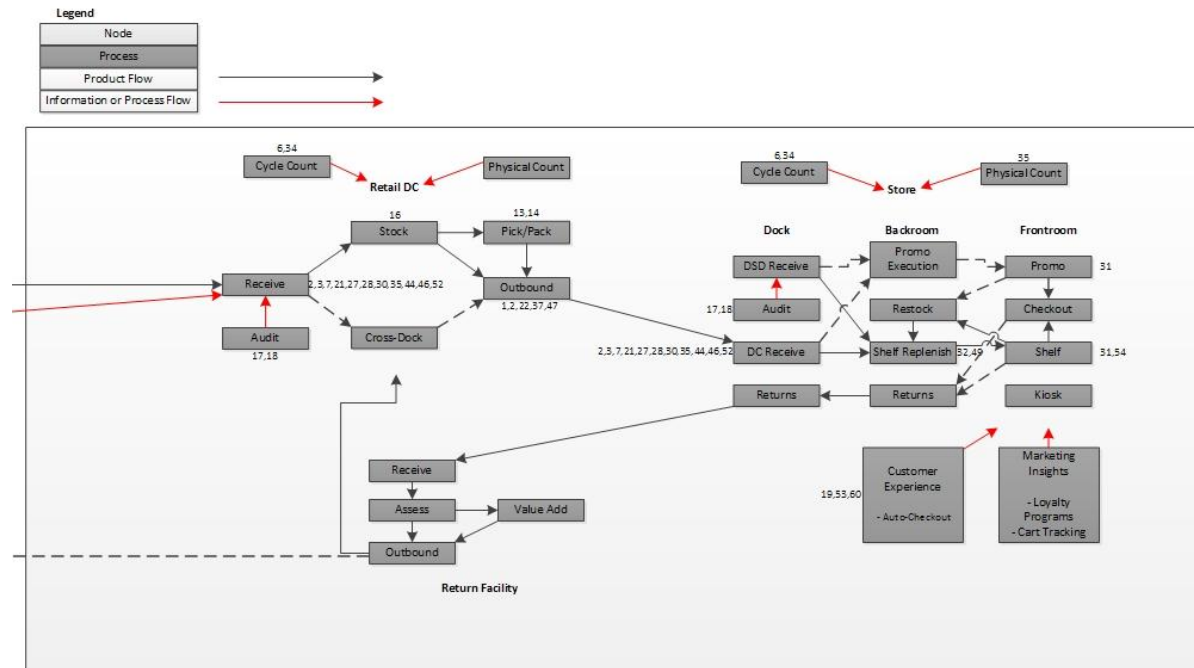 Legend
Node
Process
Product Flow
Information or Process Flow
6,34
Cycle Count
Physical Count
Retail DC
16
Stock
13,14
Pick/Pack
Receive
2,3,7,21,27,28,30,35,44,46,52
Outbound
1,2,22,37,47
Audit
17,18
Cross-Dock
6,34
Cycle Count
35
Physical Count
Store
Dock
Backroom
Frontroom
DSD Receive
Promo
Execution
Promo
31
17,18
Audit
Restock
Checkout
2,3,7,21,27,28,30,35,44,46,52
DC Receive
Shelf Replenish
32,49
Shelf
31,54
Returns
Returns
Kiosk
Receive
Assess
Value Add
Outbound
Return Facility
19,53,60
Customer
Experience
- Auto-Checkout
Marketing
Insights
- Loyalty
Programs
- Cart Tracking